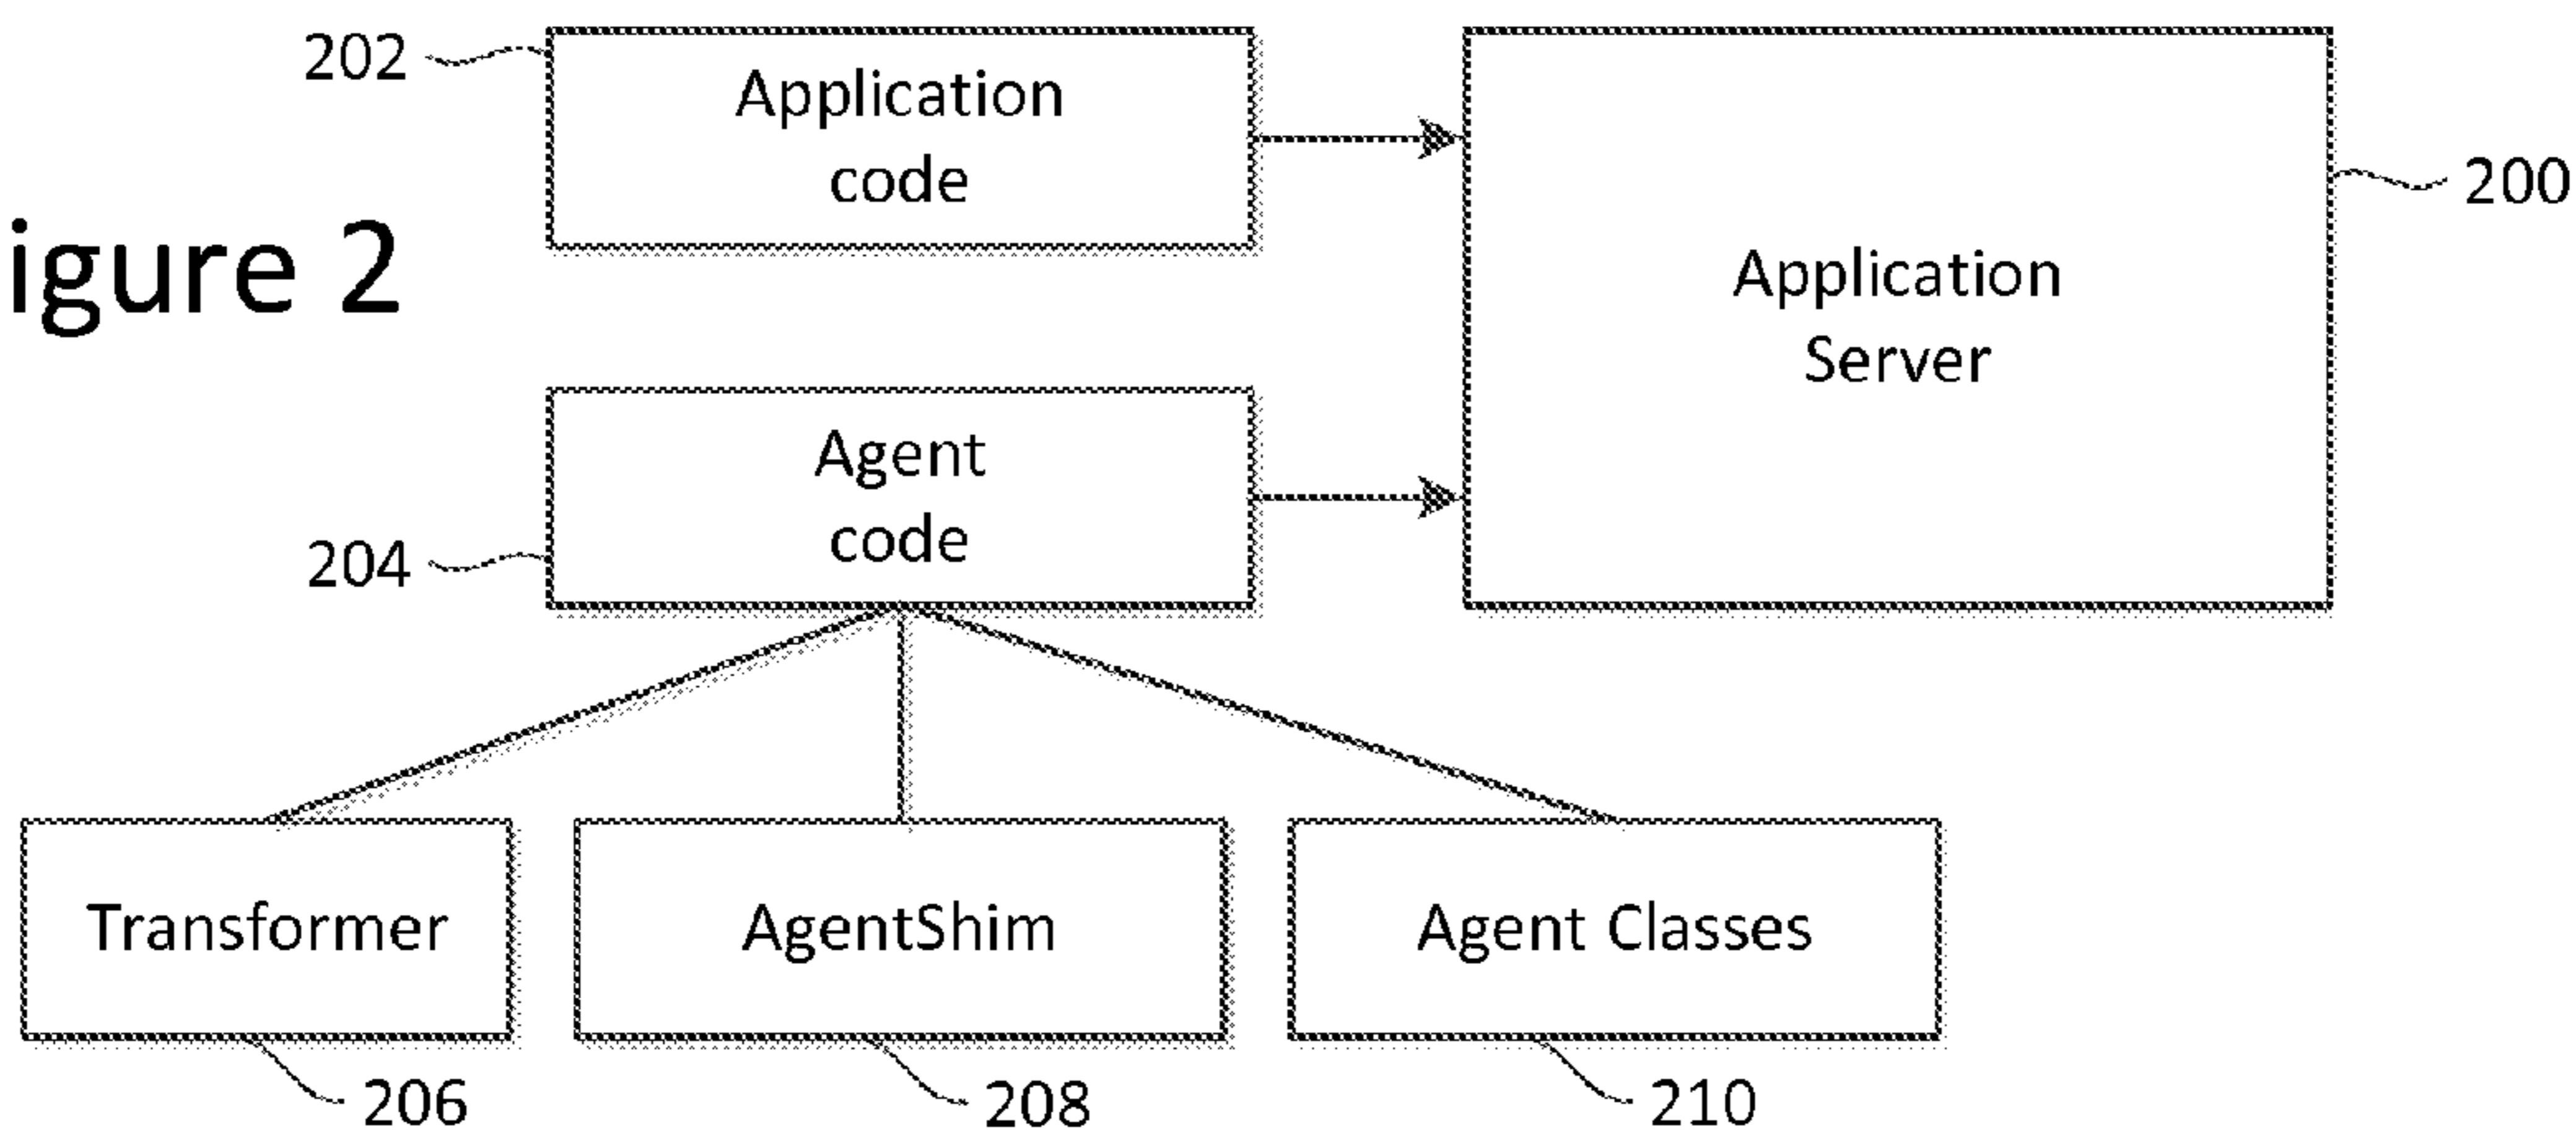 202
Application
code
200
igure 2
Application
Server
Agent
code
204
Transformer
AgentShim
Agent Classes
206
208
210